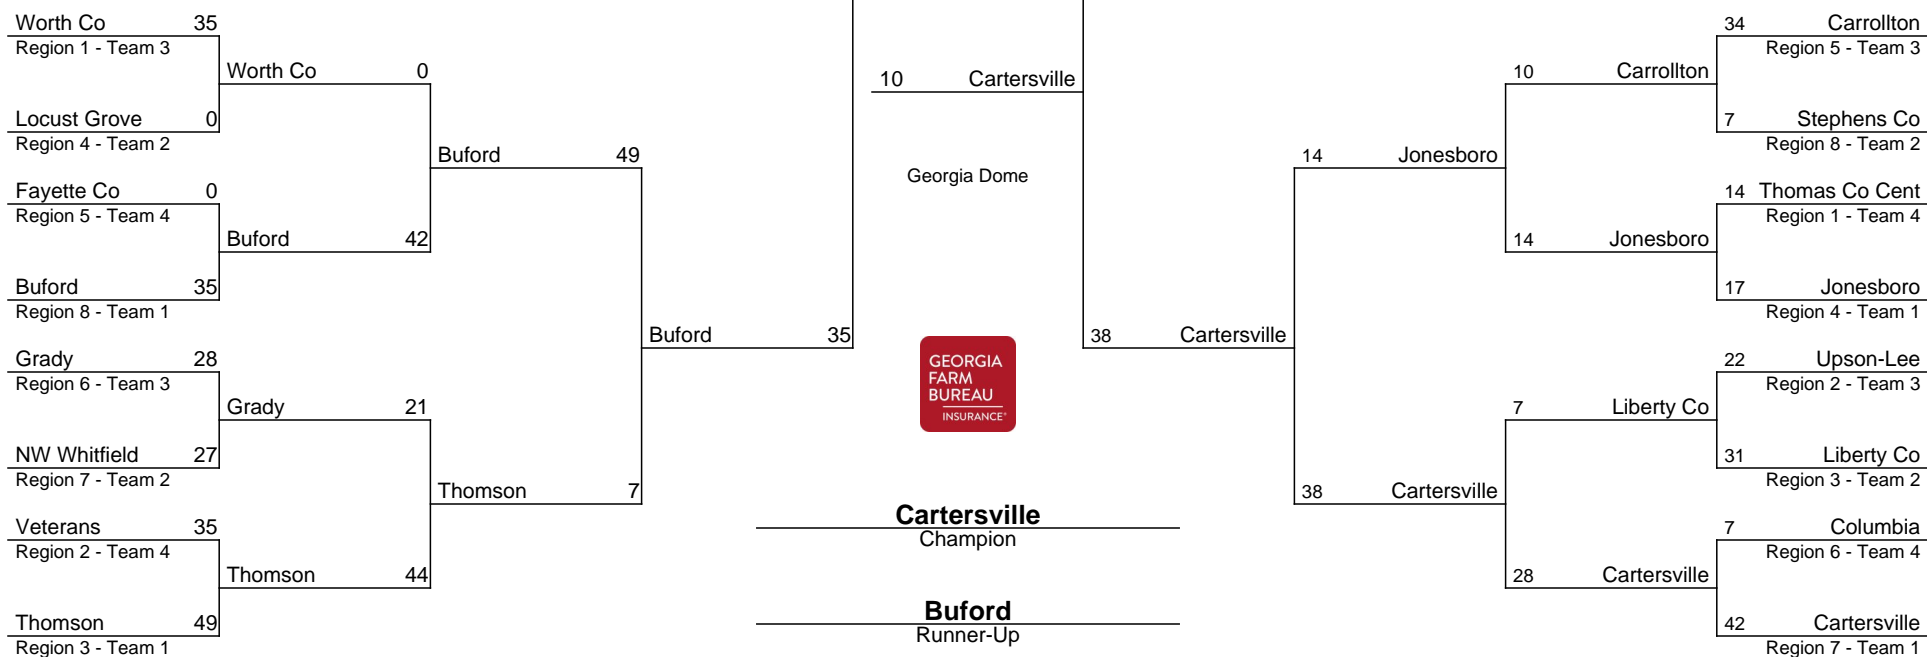 Worth Co 35
Region 1 - Team 3
Worth Co 0
Locust Grove 0
Region 4 - Team 2
Buford 49
Fayette Co 0
Region 5 - Team 4
Buford 42
Buford 35
Region 8 - Team 1
Buford 35
Grady 28
Region 6 - Team 3
Grady 21
NW Whitfield 27
Region 7 - Team 2
Thomson 7
Veterans 35
Region 2 - Team 4
Thomson 44
Thomson 49
Region 3 - Team 1
10 Cartersville
Georgia Dome
GEORGIA
FARM
BUREAU
INSURANCE®
Cartersville
Champion
Buford
Runner-Up
34 Carrollton
Region 5 - Team 3
10 Carrollton
7 Stephens Co
Region 8 - Team 2
14 Jonesboro
14 Thomas Co Cent
Region 1 - Team 4
14 Jonesboro
17 Jonesboro
Region 4 - Team 1
38 Cartersville
22 Upson-Lee
Region 2 - Team 3
7 Liberty Co
31 Liberty Co
Region 3 - Team 2
38 Cartersville
7 Columbia
Region 6 - Team 4
28 Cartersville
42 Cartersville
Region 7 - Team 1